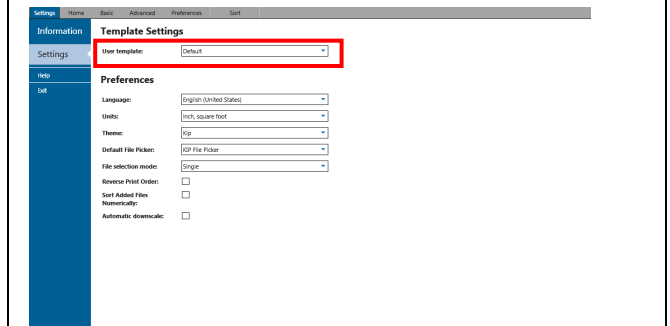 Settings Home Basic Advanced Preferences Sort
Information
Settings
Help
Exit
Template Settings
User template: Default
Preferences
Language: English (United States)
Units: inch, square foot
Theme: Kip
Default File Picker: KIP File Picker
File selection mode: Single
Reverse Print Order:
Sort Added Files
Numerically:
Automatic downscale: